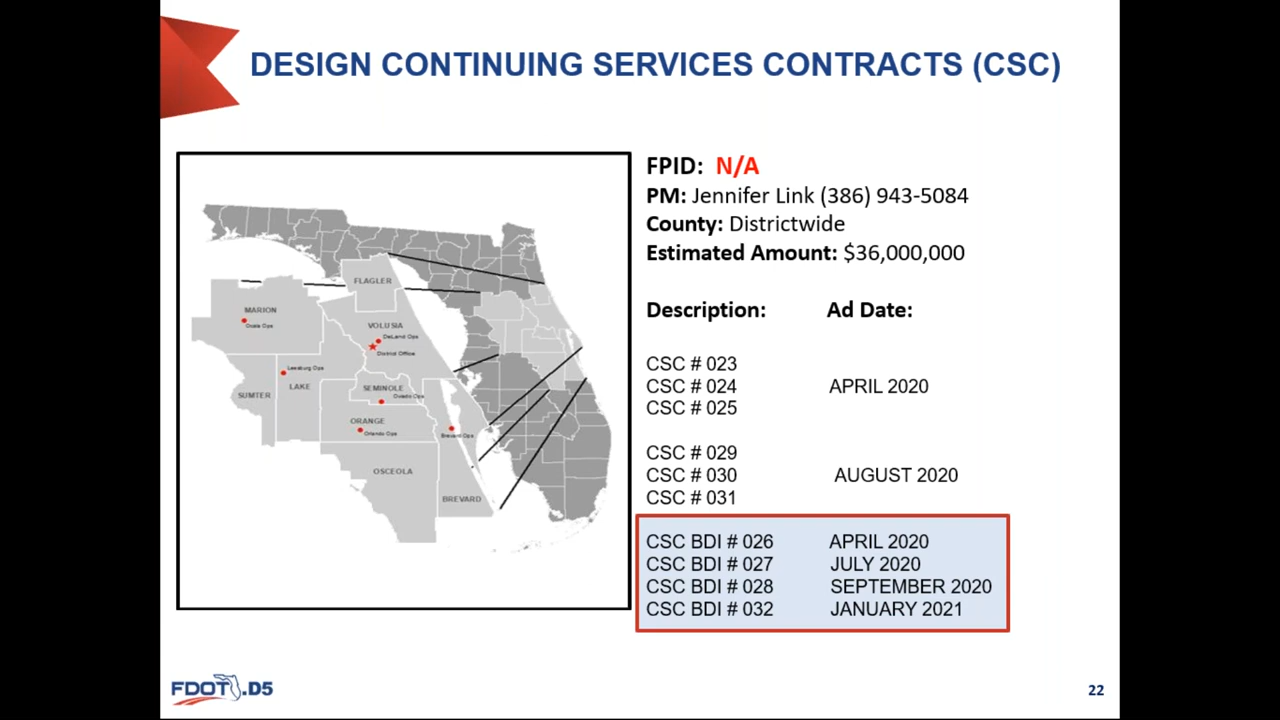 DESIGN CONTINUING SERVICES CONTRACTS (CSC)
FPID: N/A
PM: Jennifer Link (386) 943-5084
County: Districtwide
Estimated Amount: $36,000,000
Description: Ad Date:
CSC # 023
CSC # 024 APRIL 2020
CSC # 025
CSC # 029
CSC # 030 AUGUST 2020
CSC # 031
CSC BDI # 026 APRIL 2020
CSC BDI # 027 JULY 2020
CSC BDI # 028 SEPTEMBER 2020
CSC BDI # 032 JANUARY 2021
FLAGLER
MARION
Ocala Ops
VOLUSIA
DeLand Ops
District Office
Leesburg Ops
LAKE
SUMTER
SEMINOLE
Oviedo Ops
ORANGE
Orlando Ops
Brevard Ops
OSCEOLA
BREVARD
FDOT.D5
22